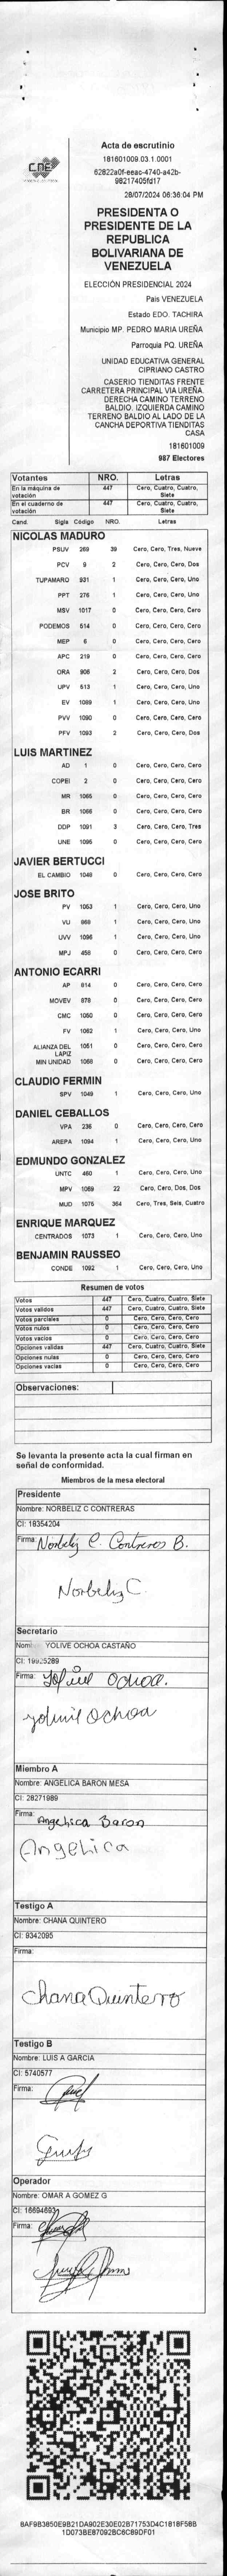 CNE
Acta de escrutinio
181601009.03.1.0001
62822a0f-eeac-4740-a42b-
98217405fd17
28/07/2024 06:36:04 PM
PRESIDENTA O
PRESIDENTE DE LA
REPUBLICA
BOLIVARIANA DE
VENEZUELA
ELECCIÓN PRESIDENCIAL 2024
País VENEZUELA
Estado EDO. TACHIRA
Municipio MP. PEDRO MARIA UREÑA
Parroquia PQ. UREÑA
UNIDAD EDUCATIVA GENERAL
CIPRIANO CASTRO
CASERIO TIENDITAS FRENTE
CARRETERA PRINCIPAL VIA UREÑA.
DERECHA CAMINO TERRENO
BALDIO. IZQUIERDA CAMINO
TERRENO BALDIO AL LADO DE LA
CANCHA DEPORTIVA TIENDITAS
CASA
181601009
987 Electores
Votantes NRO. Letras
En la máquina de votación 447 Cero, Cuatro, Cuatro, Siete
En el cuaderno de votación 447 Cero, Cuatro, Cuatro, Siete
Cand. Sigla Código NRO. Letras
NICOLAS MADURO
PSUV 269 39 Cero, Cero, Tres, Nueve
PCV 9 2 Cero, Cero, Cero, Dos
TUPAMARO 931 1 Cero, Cero, Cero, Uno
PPT 276 1 Cero, Cero, Cero, Uno
MSV 1017 0 Cero, Cero, Cero, Cero
PODEMOS 514 0 Cero, Cero, Cero, Cero
MEP 6 0 Cero, Cero, Cero, Cero
APC 219 0 Cero, Cero, Cero, Cero
ORA 906 2 Cero, Cero, Cero, Dos
UPV 613 1 Cero, Cero, Cero, Uno
EV 1089 1 Cero, Cero, Cero, Uno
PVV 1090 0 Cero, Cero, Cero, Cero
PFV 1093 2 Cero, Cero, Cero, Dos
LUIS MARTINEZ
AD 1 0 Cero, Cero, Cero, Cero
COPEI 2 0 Cero, Cero, Cero, Cero
MR 1065 0 Cero, Cero, Cero, Cero
BR 1066 0 Cero, Cero, Cero, Cero
DDP 1091 3 Cero, Cero, Cero, Tres
UNE 1095 0 Cero, Cero, Cero, Cero
JAVIER BERTUCCI
EL CAMBIO 1048 0 Cero, Cero, Cero, Cero
JOSE BRITO
PV 1053 1 Cero, Cero, Cero, Uno
VU 868 1 Cero, Cero, Cero, Uno
UVV 1096 1 Cero, Cero, Cero, Uno
MPJ 456 0 Cero, Cero, Cero, Cero
ANTONIO ECARRI
AP 614 0 Cero, Cero, Cero, Cero
MOVEV 878 0 Cero, Cero, Cero, Cero
CMC 1050 0 Cero, Cero, Cero, Cero
FV 1062 1 Cero, Cero, Cero, Uno
ALIANZA DEL LAPIZ 1051 0 Cero, Cero, Cero, Cero
MIN UNIDAD 1068 0 Cero, Cero, Cero, Cero
CLAUDIO FERMIN
SPV 1049 1 Cero, Cero, Cero, Uno
DANIEL CEBALLOS
VPA 236 0 Cero, Cero, Cero, Cero
AREPA 1094 1 Cero, Cero, Cero, Uno
EDMUNDO GONZALEZ
UNTC 460 1 Cero, Cero, Cero, Uno
MPV 1069 22 Cero, Cero, Dos, Dos
MUD 1075 364 Cero, Tres, Seis, Cuatro
ENRIQUE MARQUEZ
CENTRADOS 1073 1 Cero, Cero, Cero, Uno
BENJAMIN RAUSSEO
CONDE 1092 1 Cero, Cero, Cero, Uno
Resumen de votos
Votos 447 Cero, Cuatro, Cuatro, Siete
Votos validos 447 Cero, Cuatro, Cuatro, Siete
Votos parciales 0 Cero, Cero, Cero, Cero
Votos nulos 0 Cero, Cero, Cero, Cero
Votos vacios 0 Cero, Cero, Cero, Cero
Opciones validas 447 Cero, Cuatro, Cuatro, Siete
Opciones nulas 0 Cero, Cero, Cero, Cero
Opciones vacias 0 Cero, Cero, Cero, Cero
Observaciones:
Se levanta la presente acta la cual firman en
señal de conformidad.
Miembros de la mesa electoral
Presidente
Nombre: NORBELIZ C CONTRERAS
CI: 18354204
Firma: Norbeliz C. Contreras B.
Norbeliz C.
Secretario
YOLIVE OCHOA CASTAÑO
CI:
Firma: Ochoa.
Ochoa
Miembro A
Nombre: ANGELICA BARON MESA
CI: 28271989
Firma: Angelica Baron
Angelica
Testigo A
Nombre: CHANA QUINTERO
CI: 9342095
Firma:
Chana Quintero
Testigo B
Nombre: LUIS A GARCIA
CI: 5740577
Firma:
Operador
Nombre: OMAR A GOMEZ G
CI:
Firma: